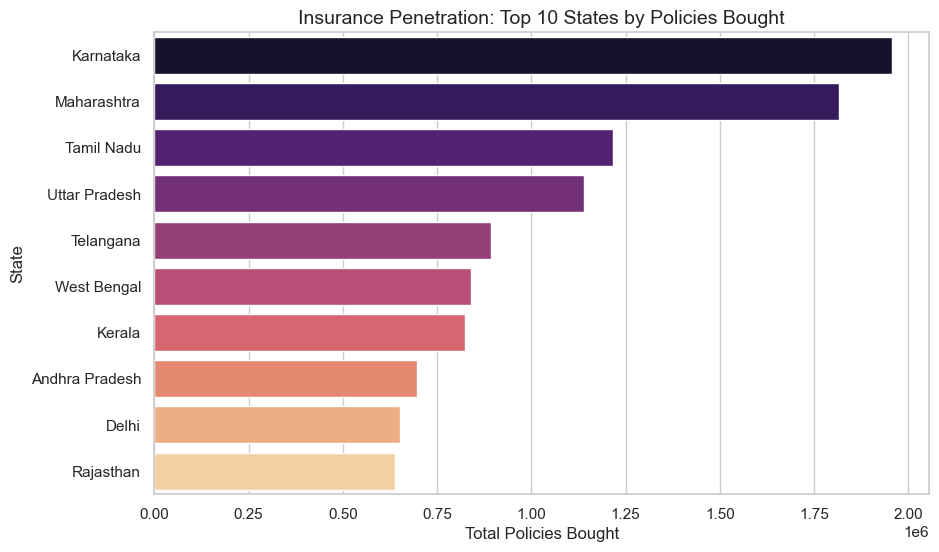 Insurance Penetration: Top 10 States by Policies Bought
Karnataka
Maharashtra
Tamil Nadu
Uttar Pradesh
Telangana
West Bengal
Kerala
Andhra Pradesh
Delhi
Rajasthan
State
0.00 0.25 0.50 0.75 1.00 1.25 1.50 1.75 2.00
1e6
Total Policies Bought